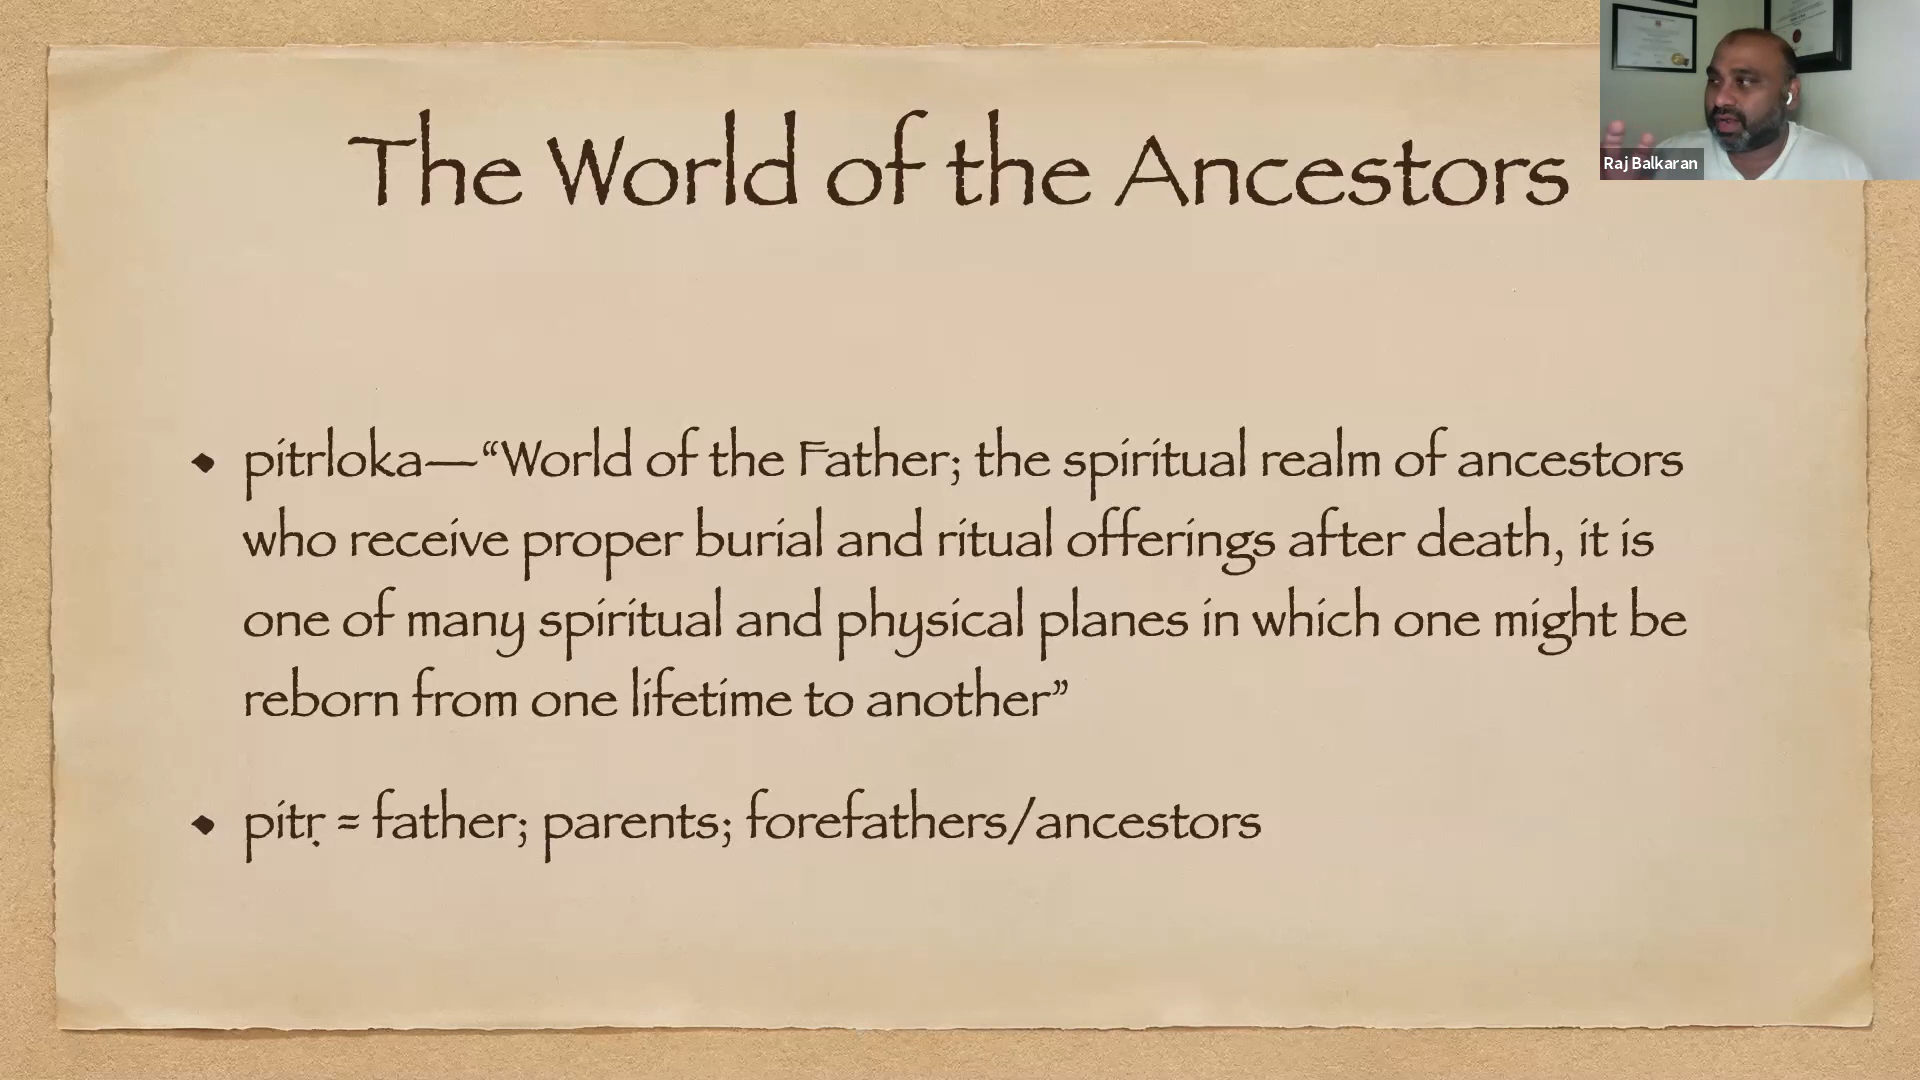 The World of the Ancestors
Raj Balkaran
• pitrloka—“World of the Father; the spiritual realm of ancestors
who receive proper burial and ritual offerings after death, it is
one of many spiritual and physical planes in which one might be
reborn from one lifetime to another”
• pitṛ = father; parents; forefathers/ancestors